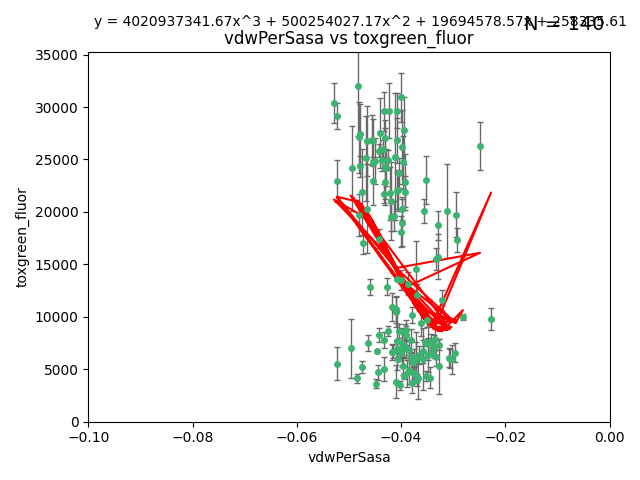 y = 4020937341.67x^3 + 500254027.17x^2 + 19694578.57x + 258335.61
N = 140
vdwPerSasa vs toxgreen_fluor
35000
30000
25000
20000
15000
10000
5000
0
toxgreen_fluor
−0.10
−0.08
−0.06
−0.04
−0.02
0.00
vdwPerSasa